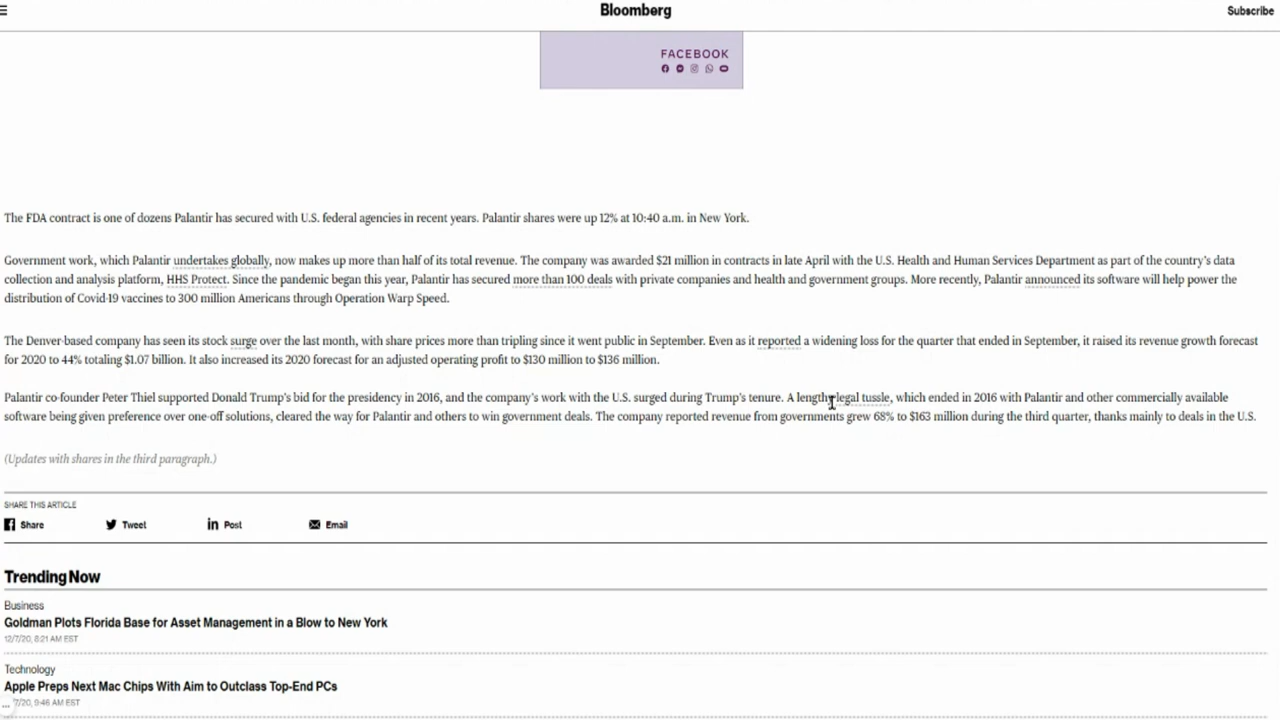 Bloomberg
Subscribe
FACEBOOK
The FDA contract is one of dozens Palantir has secured with U.S. federal agencies in recent years. Palantir shares were up 12% at 10:40 a.m. in New York.
Government work, which Palantir undertakes globally, now makes up more than half of its total revenue. The company was awarded $21 million in contracts in late April with the U.S. Health and Human Services Department as part of the country's data
collection and analysis platform, HHS Protect. Since the pandemic began this year, Palantir has secured more than 100 deals with private companies and health and government groups. More recently, Palantir announced its software will help power the
distribution of Covid-19 vaccines to 300 million Americans through Operation Warp Speed.
The Denver-based company has seen its stock surge over the last month, with share prices more than tripling since it went public in September. Even as it reported a widening loss for the quarter that ended in September, it raised its revenue growth forecast
for 2020 to 44% totaling $1.07 billion. It also increased its 2020 forecast for an adjusted operating profit to $130 million to $136 million.
Palantir co-founder Peter Thiel supported Donald Trump's bid for the presidency in 2016, and the company's work with the U.S. surged during Trump's tenure. A lengthy legal tussle, which ended in 2016 with Palantir and other commercially available
software being given preference over one-off solutions, cleared the way for Palantir and others to win government deals. The company reported revenue from governments grew 68% to $163 million during the third quarter, thanks mainly to deals in the U.S.
(Updates with shares in the third paragraph.)
SHARE THIS ARTICLE
Share Tweet Post Email
Trending Now
Business
Goldman Plots Florida Base for Asset Management in a Blow to New York
12/7/20, 8:21 AM EST
Technology
Apple Preps Next Mac Chips With Aim to Outclass Top-End PCs
7/20, 9:46 AM EST